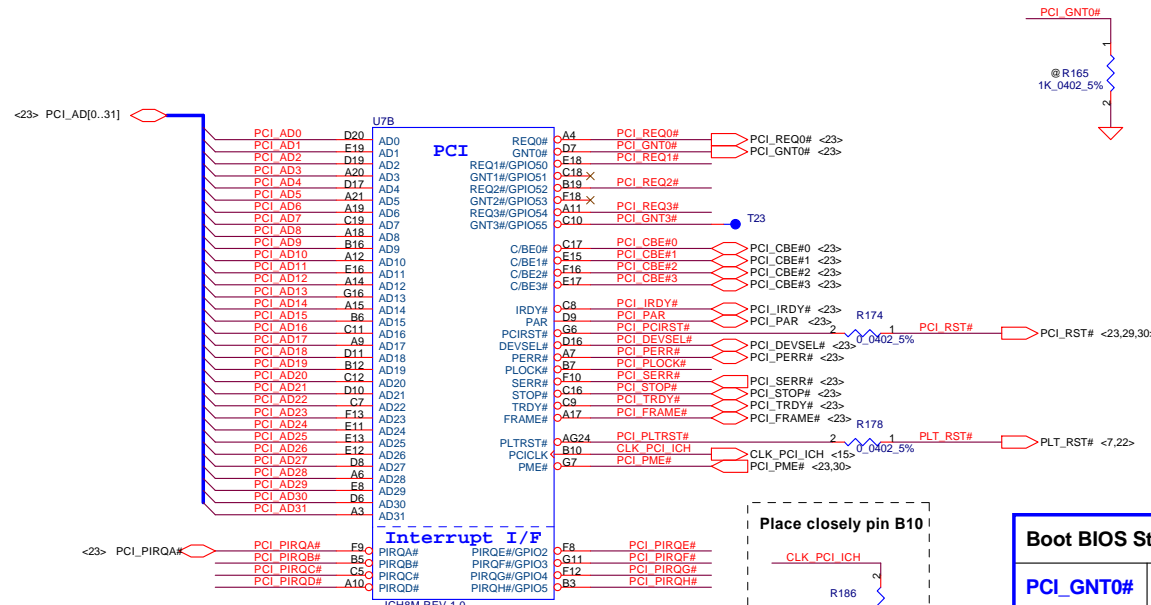 PCI_GNT0#
1
@ R165
1K_0402_5%
2
<23> PCI_AD[0..31]
U7B
PCI
PCI_AD0 D20 AD0 REQ0# A4 PCI_REQ0# PCI_REQ0# <23>
PCI_AD1 E19 AD1 GNT0# D7 PCI_GNT0# PCI_GNT0# <23>
PCI_AD2 D19 AD2 REQ1#/GPIO50 E18 PCI_REQ1#
PCI_AD3 A20 AD3 GNT1#/GPIO51 C18
PCI_AD4 D17 AD4 REQ2#/GPIO52 B19 PCI_REQ2#
PCI_AD5 A21 AD5 GNT2#/GPIO53 F18
PCI_AD6 A19 AD6 REQ3#/GPIO54 A11 PCI_REQ3#
PCI_AD7 C19 AD7 GNT3#/GPIO55 C10 PCI_GNT3# T23
PCI_AD8 A18 AD8
PCI_AD9 B16 AD9 C/BE0# C17 PCI_CBE#0 PCI_CBE#0 <23>
PCI_AD10 A12 AD10 C/BE1# E15 PCI_CBE#1 PCI_CBE#1 <23>
PCI_AD11 E16 AD11 C/BE2# F16 PCI_CBE#2 PCI_CBE#2 <23>
PCI_AD12 A14 AD12 C/BE3# E17 PCI_CBE#3 PCI_CBE#3 <23>
PCI_AD13 G16 AD13
PCI_AD14 A15 AD14 IRDY# C8 PCI_IRDY# PCI_IRDY# <23>
PCI_AD15 B6 AD15 PAR D9 PCI_PAR PCI_PAR <23>
R174
PCI_AD16 C11 AD16 PCIRST# G6 PCI_PCIRST# 2 1 PCI_RST# PCI_RST# <23,29,30>
0_0402_5%
PCI_AD17 A9 AD17 DEVSEL# D16 PCI_DEVSEL# PCI_DEVSEL# <23>
PCI_AD18 D11 AD18 PERR# A7 PCI_PERR# PCI_PERR# <23>
PCI_AD19 B12 AD19 PLOCK# B7 PCI_PLOCK#
PCI_AD20 C12 AD20 SERR# F10 PCI_SERR# PCI_SERR# <23>
PCI_AD21 D10 AD21 STOP# C16 PCI_STOP# PCI_STOP# <23>
PCI_AD22 C7 AD22 TRDY# C9 PCI_TRDY# PCI_TRDY# <23>
PCI_AD23 F13 AD23 FRAME# A17 PCI_FRAME# PCI_FRAME# <23>
PCI_AD24 E11 AD24
R178
PCI_AD25 E13 AD25 PLTRST# AG24 PCI_PLTRST# 2 1 PLT_RST# PLT_RST# <7,22>
0_0402_5%
PCI_AD26 E12 AD26 PCICLK B10 CLK_PCI_ICH CLK_PCI_ICH <15>
PCI_AD27 D8 AD27 PME# G7 PCI_PME# PCI_PME# <23,30>
PCI_AD28 A6 AD28
PCI_AD29 E8 AD29
PCI_AD30 D6 AD30
PCI_AD31 A3 AD31
Interrupt I/F
<23> PCI_PIRQA# PCI_PIRQA# F9 PIRQA# PIRQE#/GPIO2 F8 PCI_PIRQE#
PCI_PIRQB# B5 PIRQB# PIRQF#/GPIO3 G11 PCI_PIRQF#
PCI_PIRQC# C5 PIRQC# PIRQG#/GPIO4 F12 PCI_PIRQG#
PCI_PIRQD# A10 PIRQD# PIRQH#/GPIO5 B3 PCI_PIRQH#
ICH8M REV 1.0
Place closely pin B10
CLK_PCI_ICH
2
R186
Boot BIOS St
PCI_GNT0#